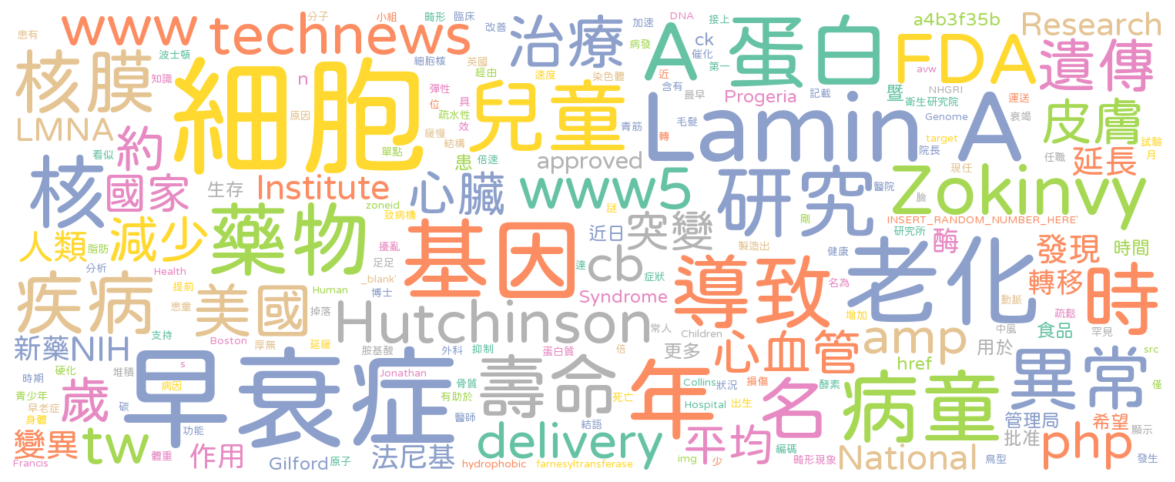 www
technews
治療
A
蛋白
FDA
a4b3f35b
Research
遺傳
核膜
細胞
兒童
Lamin A
皮膚
LMNA
約
國家
核
Institute
心臟
approved
www5
研究
Zokinvy
延長
人類
減少
藥物
基因
突變
近日
cb
老化
酶
發現
轉移
時間
時
疾病
美國
Hutchinson
Syndrome
導致
心血管
amp
href
用於
食品
新藥
NIH
早衰症
壽命
年
更多
名
病童
異常
歲
變異
tw
作用
Gilford
法尼基
delivery
平均
National
管理局
批准
希望
php
患有
分子
小組
畸形
臨床
改善
加速
DNA
接上
ck
催化
第一
近
avw
NHGRI
運送
暨
衛生研究院
Genome
衰竭
波士頓
知識
n
細胞核
英國
經由
速度
染色體
病發
含有
最早
Progeria
記載
原因
彈性
位
具
疏水性
效
緩慢
結構
青筋
毛髮
轉
target
院長
試驗
月
看似
單點
患
倍速
任職
現任
醫院
臉
生存
zoneid
致病機
謎
剛
INSERT_RANDOM_NUMBER_HERE'
研究所
脂肪
分析
Health
擾亂
足足
_blank'
達
症狀
製造出
健康
名為
提前
Human
博士
患童
掉落
增加
動脈
疏鬆
支持
Boston
厚無
延緩
胺基酸
外科
抑制
蛋白質
倍
常人
Children
中風
罕見
src
時期
硬化
堆積
s
Jonathan
骨質
Collins
狀況
損傷
酵素
僅
青少年
病因
碳
有助於
死亡
早老症
身體
功能
醫師
結語
Hospital
出生
顯示
Francis
體重
原子
hydrophobic
farnesyltransferase
img
少
編碼
畸形現象
鳥型
發生